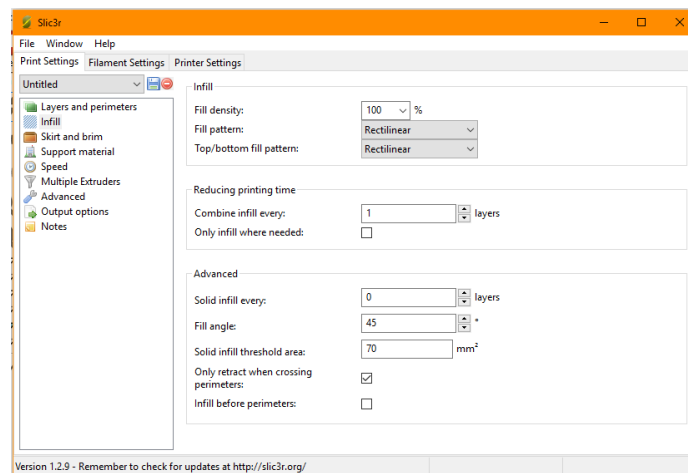 Slic3r
File Window Help
Print Settings Filament Settings Printer Settings
Untitled
Layers and perimeters
Infill
Skirt and brim
Support material
Speed
Multiple Extruders
Advanced
Output options
Notes
Infill
Fill density: 100 %
Fill pattern: Rectilinear
Top/bottom fill pattern: Rectilinear
Reducing printing time
Combine infill every: 1 layers
Only infill where needed:
Advanced
Solid infill every: 0 layers
Fill angle: 45 °
Solid infill threshold area: 70 mm²
Only retract when crossing
perimeters:
Infill before perimeters:
Version 1.2.9 - Remember to check for updates at http://slic3r.org/